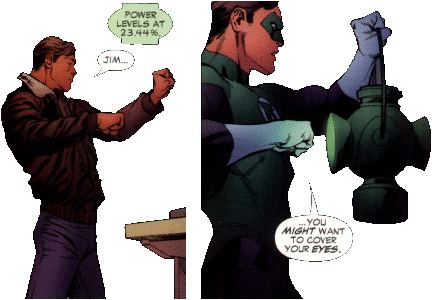 POWER
LEVELS AT
23.44%.
JIM...
...YOU
MIGHT WANT
TO COVER
YOUR EYES.